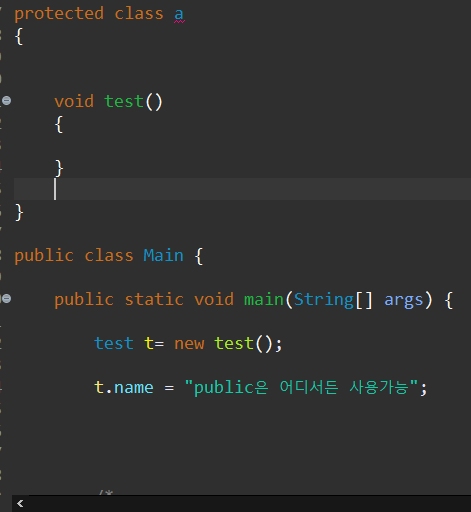 protected class a
{
void test()
{
}
}
public class Main {
public static void main(String[] args) {
test t= new test();
t.name = "public은 어디서든 사용가능";
/*